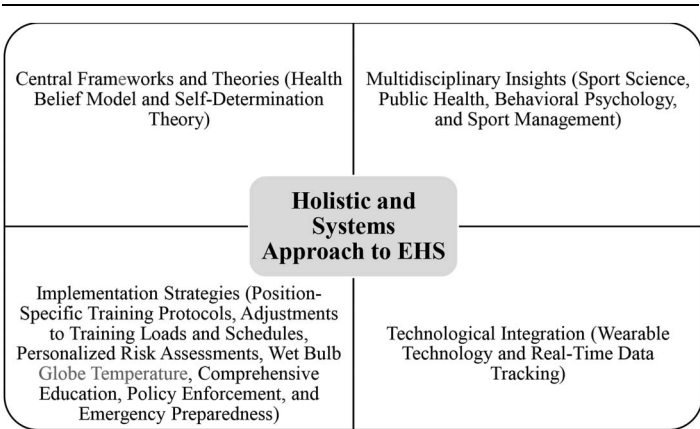 Central Frameworks and Theories (Health
Belief Model and Self-Determination
Theory)
Multidisciplinary Insights (Sport Science,
Public Health, Behavioral Psychology,
and Sport Management)
Holistic and
Systems
Approach to EHS
Implementation Strategies (Position-
Specific Training Protocols, Adjustments
to Training Loads and Schedules,
Personalized Risk Assessments, Wet Bulb
Globe Temperature, Comprehensive
Education, Policy Enforcement, and
Emergency Preparedness)
Technological Integration (Wearable
Technology and Real-Time Data
Tracking)